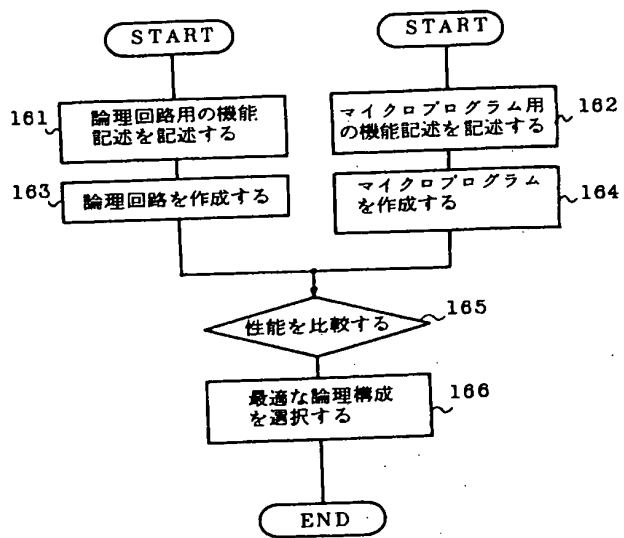 START
START
161
論理回路用の機能
記述を記述する
マイクロプログラム用
の機能記述を記述する
162
163
論理回路を作成する
マイクロプログラム
を作成する
164
性能を比較する
165
最適な論理構成
を選択する
166
END